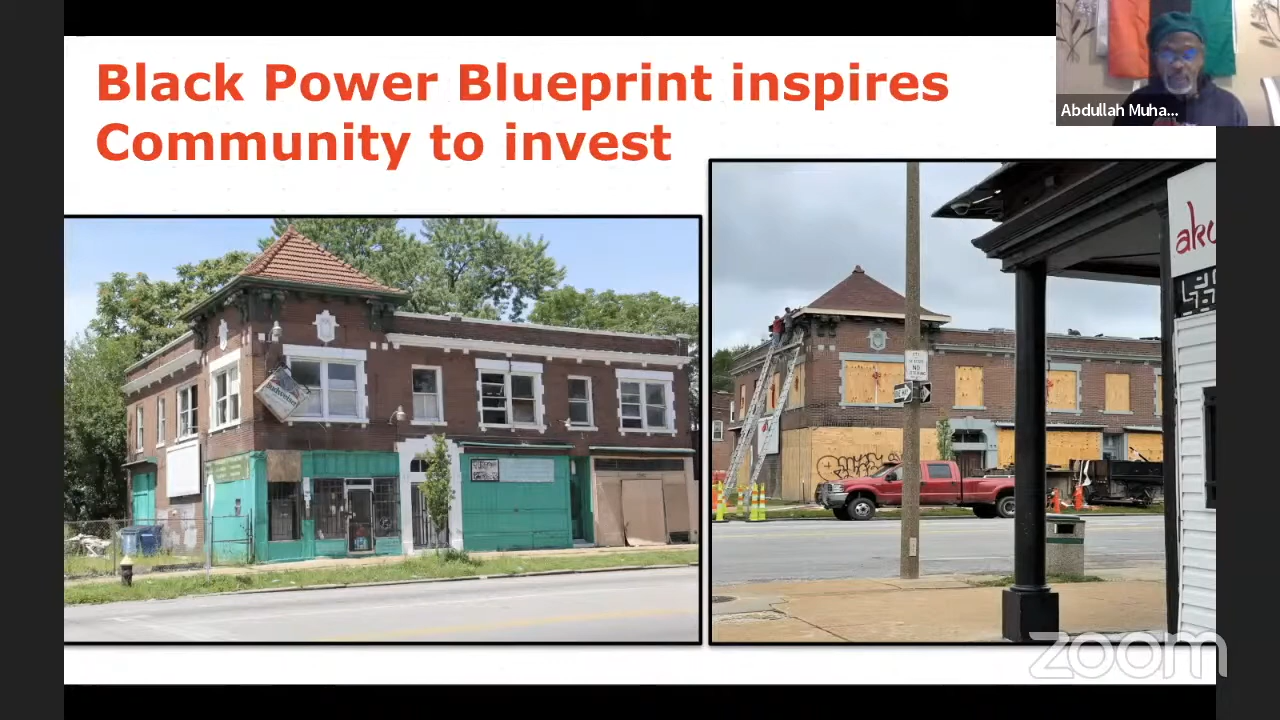 Black Power Blueprint inspires
Community to invest
Abdullah Muha...
NO
ONE WAY
zoom